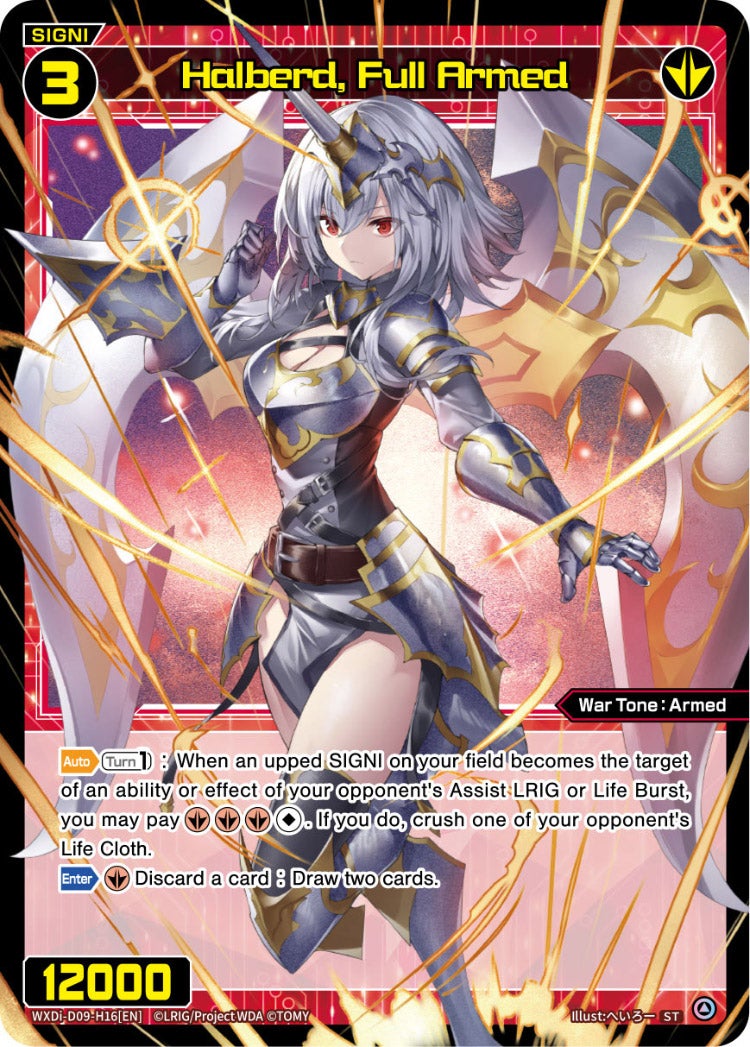 SIGNI
3
Halberd, Full Armed
War Tone : Armed
Auto Turn 1 : When an upped SIGNI on your field becomes the target
of an ability or effect of your opponent's Assist LRIG or Life Burst,
you may pay . If you do, crush one of your opponent's
Life Cloth.
Enter Discard a card : Draw two cards.
12000
WXDi-D09-H16[EN] ©LRIG/Project WDA ©TOMY
Illust:へいろー ST